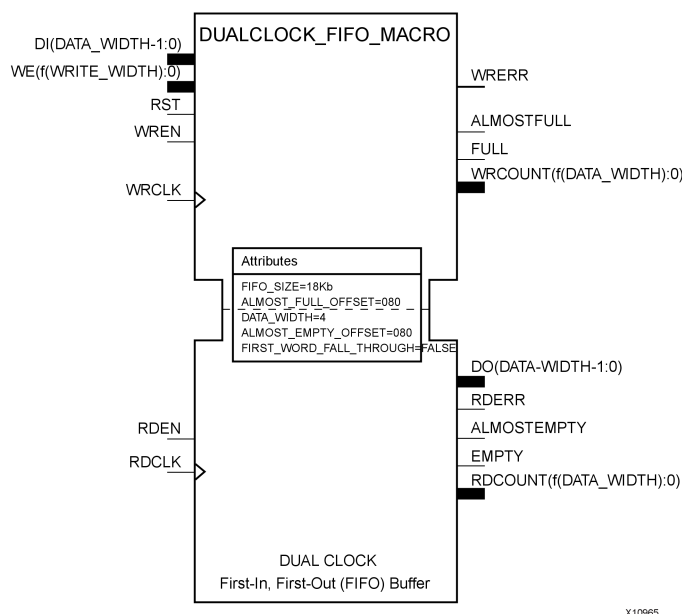 DUALCLOCK_FIFO_MACRO
DI(DATA_WIDTH-1:0)
WE(f(WRITE_WIDTH):0)
RST
WREN
WRCLK
WRERR
ALMOSTFULL
FULL
WRCOUNT(f(DATA_WIDTH):0)
Attributes
FIFO_SIZE=18Kb
ALMOST_FULL_OFFSET=080
DATA_WIDTH=4
ALMOST_EMPTY_OFFSET=080
FIRST_WORD_FALL_THROUGH=FALSE
RDEN
RDCLK
DO(DATA-WIDTH-1:0)
RDERR
ALMOSTEMPTY
EMPTY
RDCOUNT(f(DATA_WIDTH):0)
DUAL CLOCK
First-In, First-Out (FIFO) Buffer
X10965